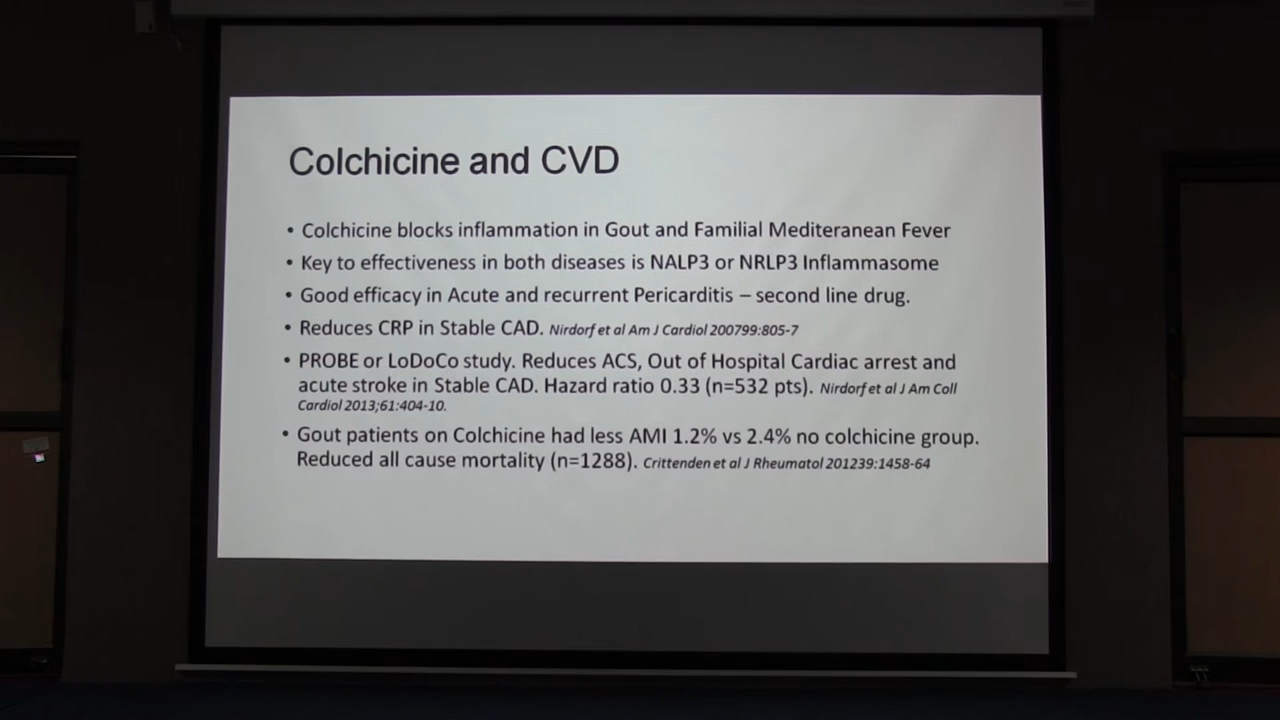 Colchicine and CVD
• Colchicine blocks inflammation in Gout and Familial Mediteranean Fever
• Key to effectiveness in both diseases is NALP3 or NRLP3 Inflammasome
• Good efficacy in Acute and recurrent Pericarditis – second line drug.
• Reduces CRP in Stable CAD. Nirdorf et al Am J Cardiol 200799:805-7
• PROBE or LoDoCo study. Reduces ACS, Out of Hospital Cardiac arrest and
acute stroke in Stable CAD. Hazard ratio 0.33 (n=532 pts). Nirdorf et al J Am Coll
Cardiol 2013;61:404-10.
• Gout patients on Colchicine had less AMI 1.2% vs 2.4% no colchicine group.
Reduced all cause mortality (n=1288). Crittenden et al J Rheumatol 201239:1458-64